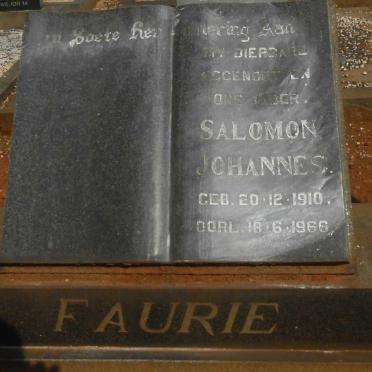 In Soete Herinnering Aan
MY DIERBARE
EGGENOOT EN
ONS VADER.
SALOMON
JOHANNES.
GEB. 20·12·1910.
OORL. 18·6·1966.
FAURIE